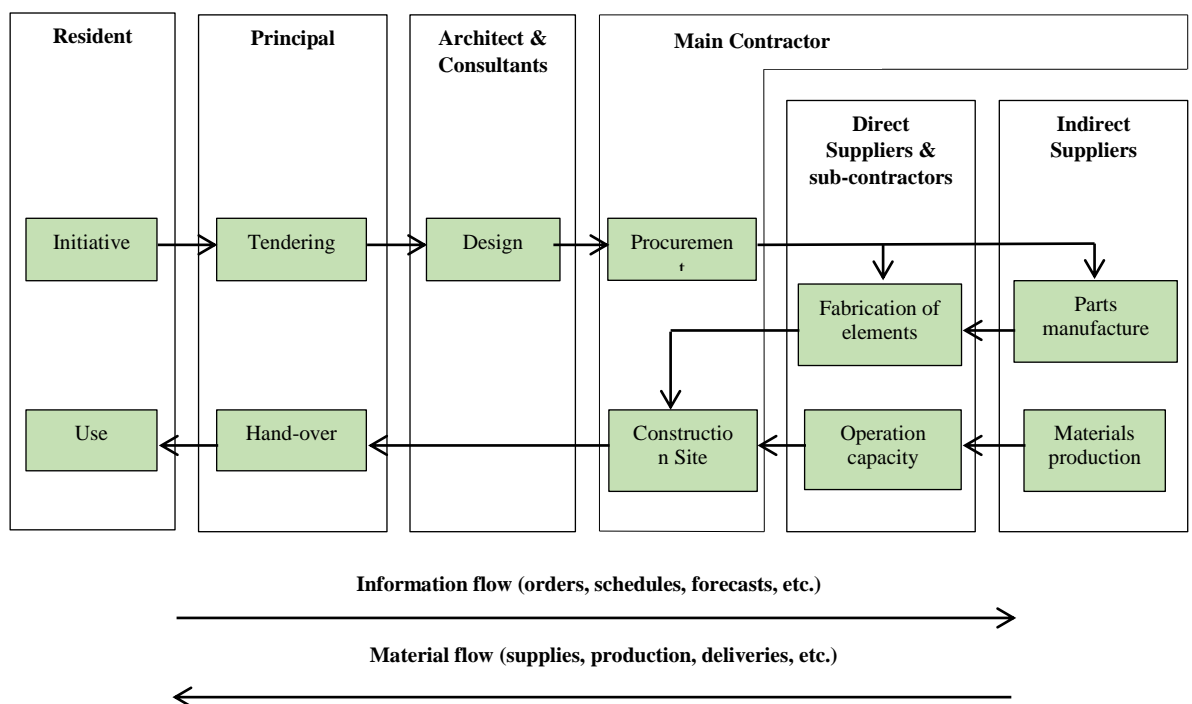 Resident
Principal
Architect &
Consultants
Main Contractor
Direct
Suppliers &
sub-contractors
Indirect
Suppliers
Initiative
Tendering
Design
Procuremen
t
Fabrication of
elements
Parts
manufacture
Use
Hand-over
Constructio
n Site
Operation
capacity
Materials
production
Information flow (orders, schedules, forecasts, etc.)
Material flow (supplies, production, deliveries, etc.)